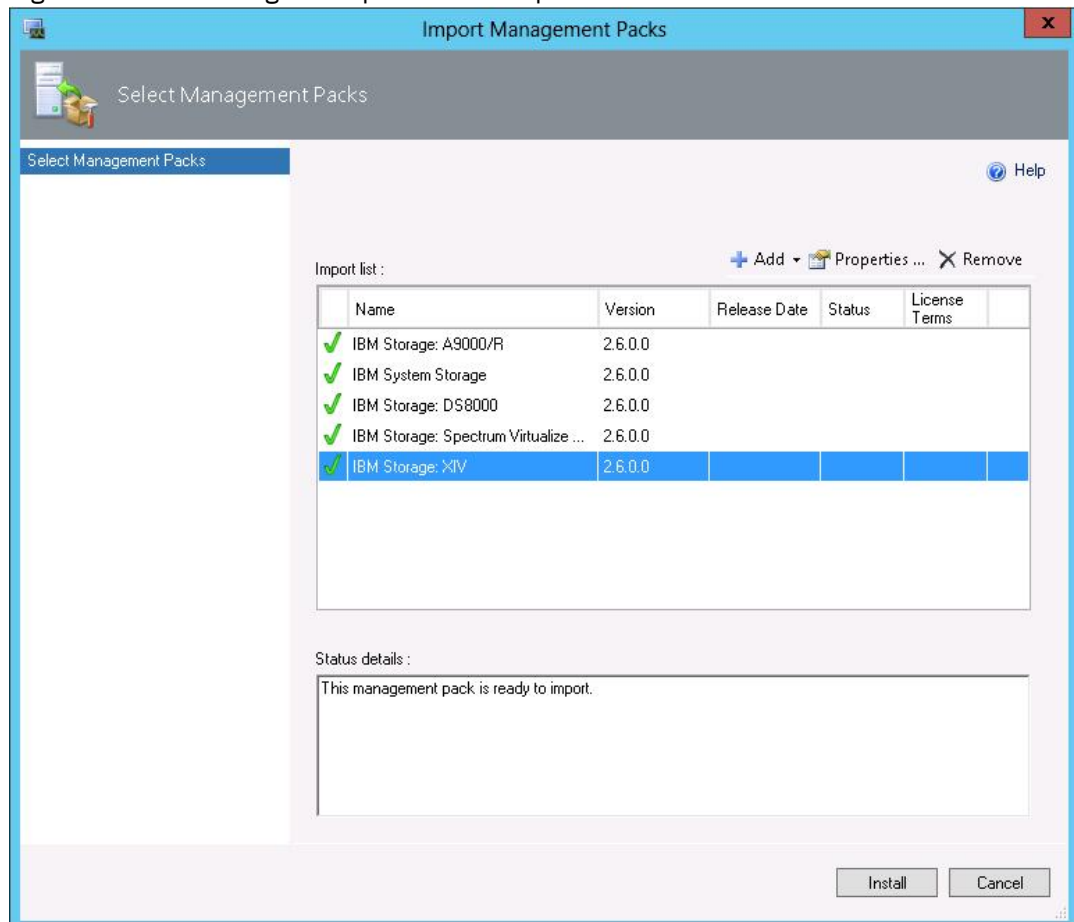 Import Management Packs
x
Select Management Packs
Select Management Packs
Help
Import list :
Add Properties ... Remove
Name Version Release Date Status License Terms
IBM Storage: A9000/R 2.6.0.0
IBM System Storage 2.6.0.0
IBM Storage: DS8000 2.6.0.0
IBM Storage: Spectrum Virtualize ... 2.6.0.0
IBM Storage: XIV 2.6.0.0
Status details :
This management pack is ready to import.
Install Cancel